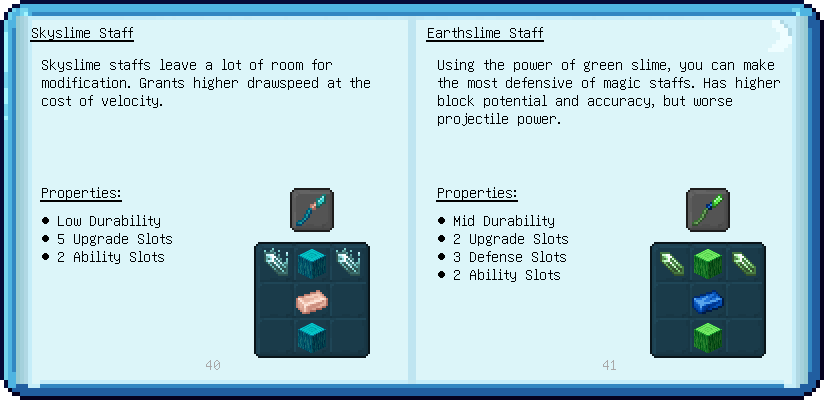 Skyslime Staff
Skyslime staffs leave a lot of room for
modification. Grants higher drawspeed at the
cost of velocity.
Properties:
● Low Durability
● 5 Upgrade Slots
● 2 Ability Slots
40
Earthslime Staff
Using the power of green slime, you can make
the most defensive of magic staffs. Has higher
block potential and accuracy, but worse
projectile power.
Properties:
● Mid Durability
● 2 Upgrade Slots
● 3 Defense Slots
● 2 Ability Slots
41